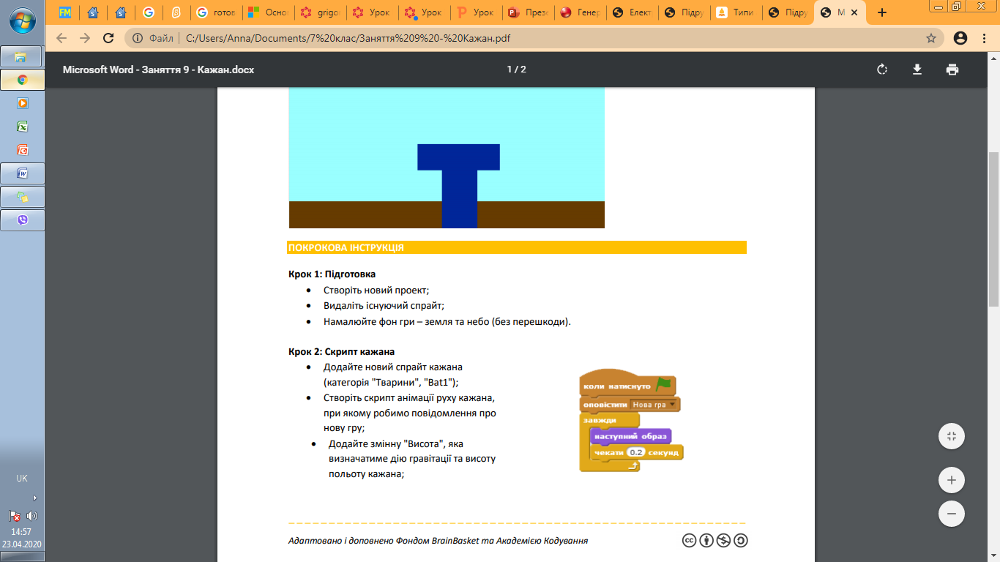 готов
Осно
grigo
Урок
Урок
Урок
През
Генер
Елект
Підру
Типи
Підру
М
Файл
C:/Users/Anna/Documents/7%20клас/Заняття%209%20-%20Кажан.pdf
Microsoft Word - Заняття 9 - Кажан.docx
1 / 2
ПОКРОКОВА ІНСТРУКЦІЯ
Крок 1: Підготовка
• Створіть новий проект;
• Видаліть існуючий спрайт;
• Намалюйте фон гри – земля та небо (без перешкоди).
Крок 2: Скрипт кажана
• Додайте новий спрайт кажана
(категорія "Тварини", "Bat1");
• Створіть скрипт анімації руху кажана,
при якому робимо повідомлення про
нову гру;
• Додайте змінну "Висота", яка
визначатиме дію гравітації та висоту
польоту кажана;
коли натиснуто
оповістити Нова гра
завжди
наступний образ
чекати 0.2 секунд
Адаптовано і доповнено Фондом BrainBasket та Академією Кодування
cc
UK
14:57
23.04.2020